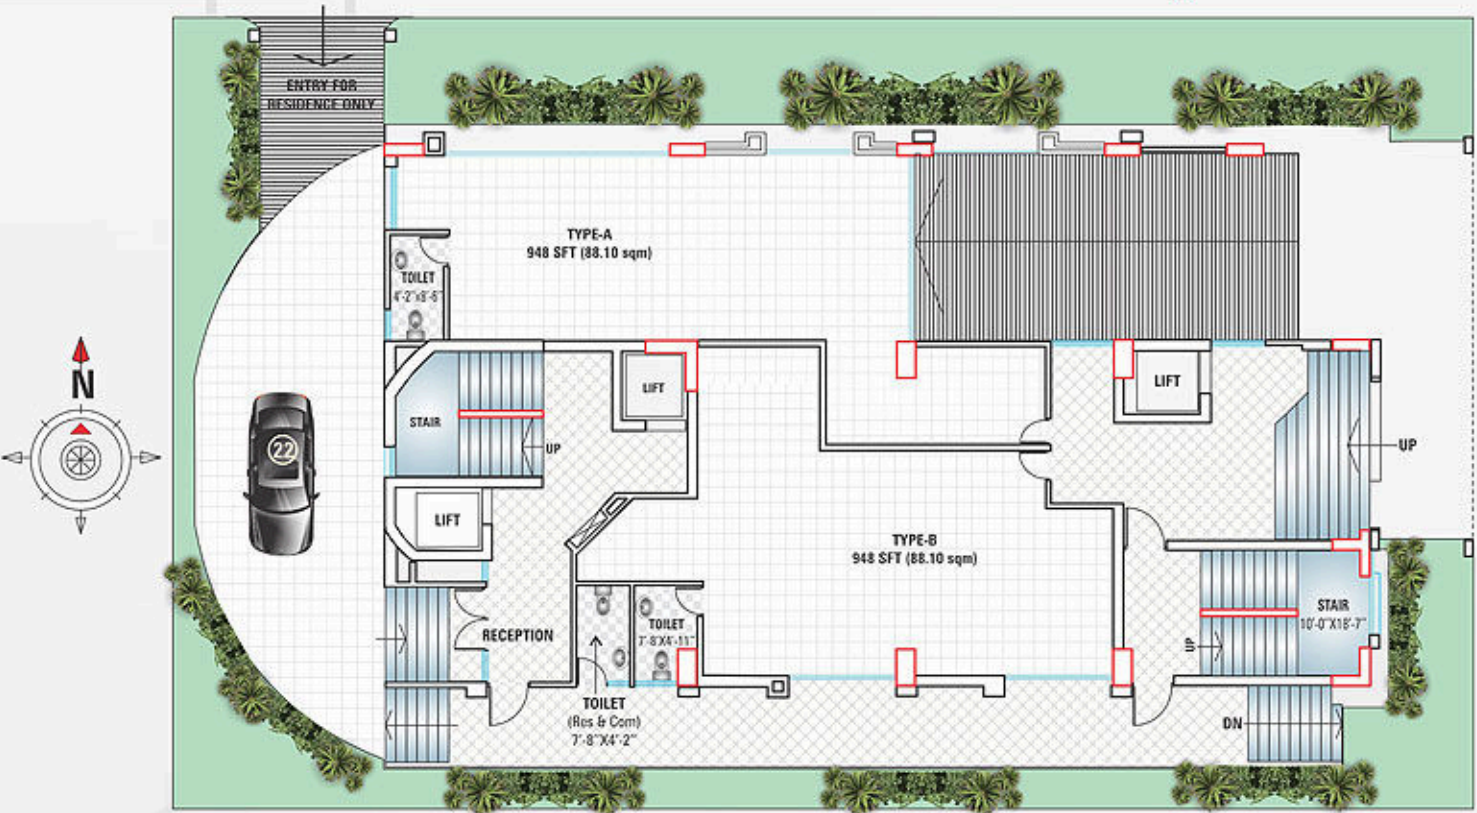 ENTRY FOR
RESIDENCE ONLY
TYPE-A
948 SFT (88.10 sqm)
TOILET
4'-2"x8'-6"
N
LIFT
LIFT
STAIR
UP
UP
22
LIFT
TYPE-B
948 SFT (88.10 sqm)
STAIR
10'-0"X18'-7"
RECEPTION
TOILET
7'-8'X4'-11"
UP
TOILET
(Res & Com)
7'-8"X4'-2"
DN